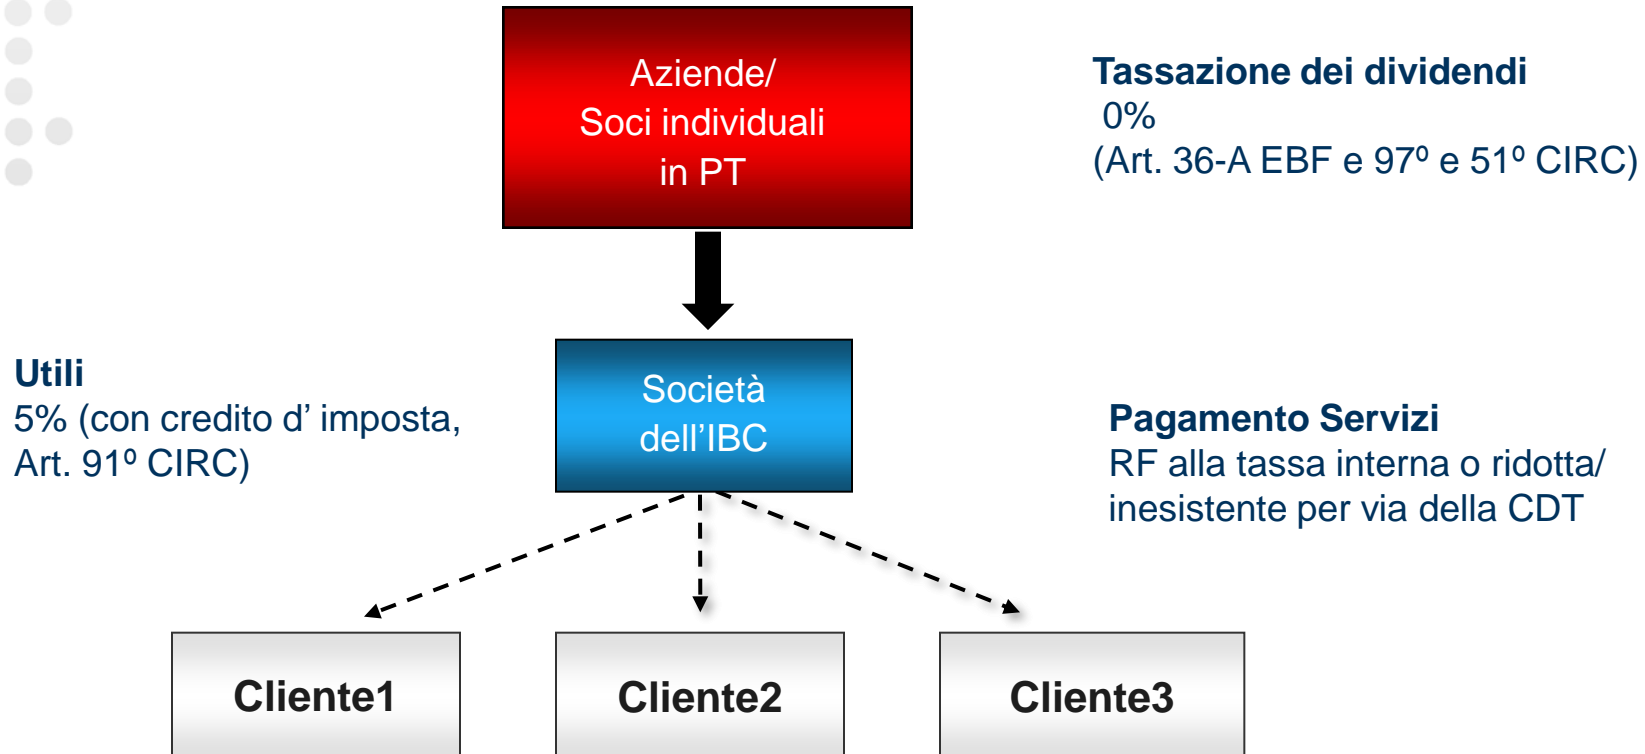 Aziende/
Soci individuali
in PT
Tassazione dei dividendi
0%
(Art. 36-A EBF e 97º e 51º CIRC)
Utili
5% (con credito d’ imposta,
Art. 91º CIRC)
Società
dell’IBC
Pagamento Servizi
RF alla tassa interna o ridotta/
inesistente per via della CDT
Cliente1
Cliente2
Cliente3